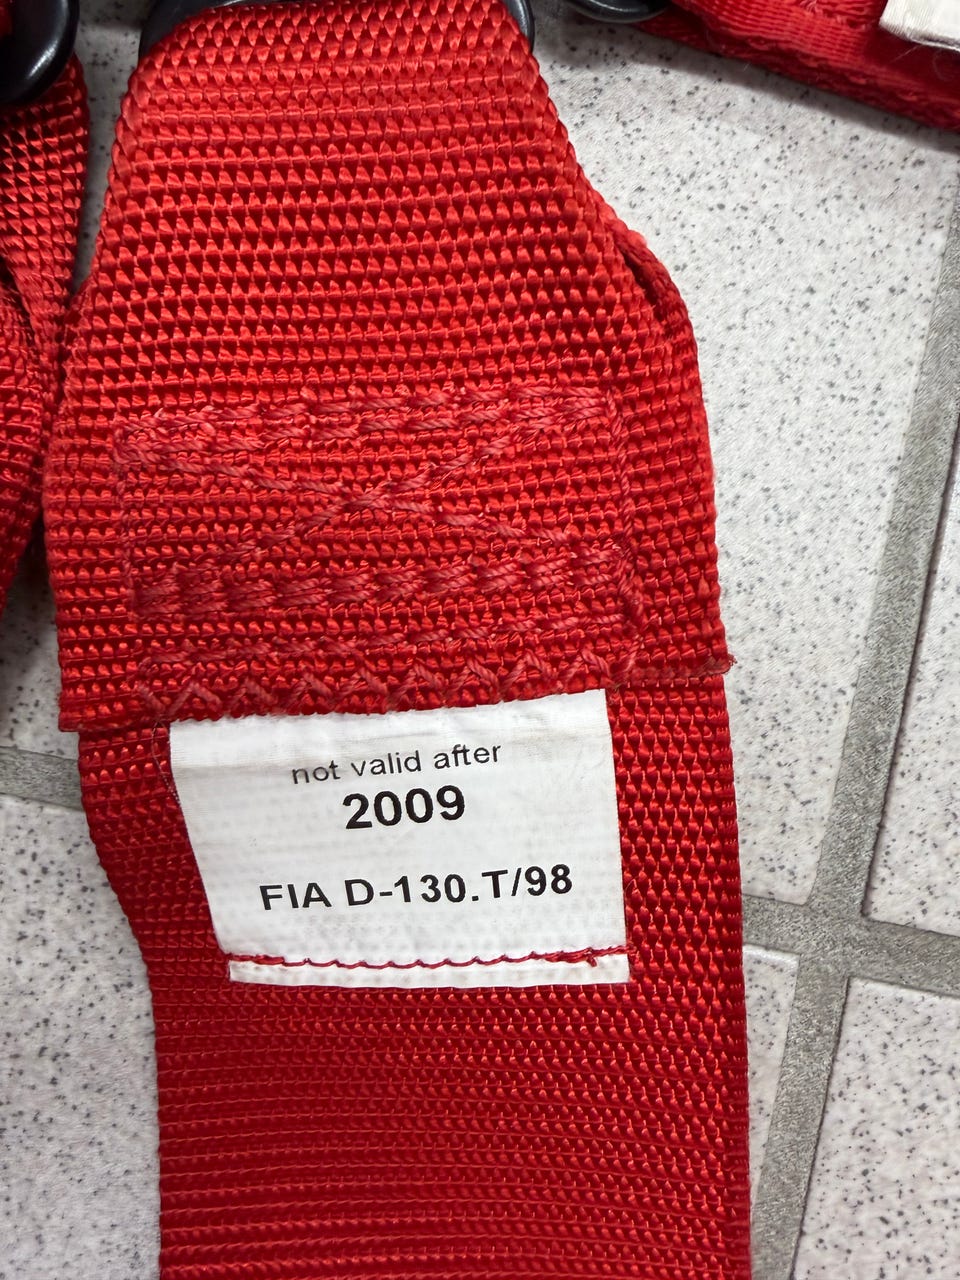 not valid after
2009
FIA D-130.T/98